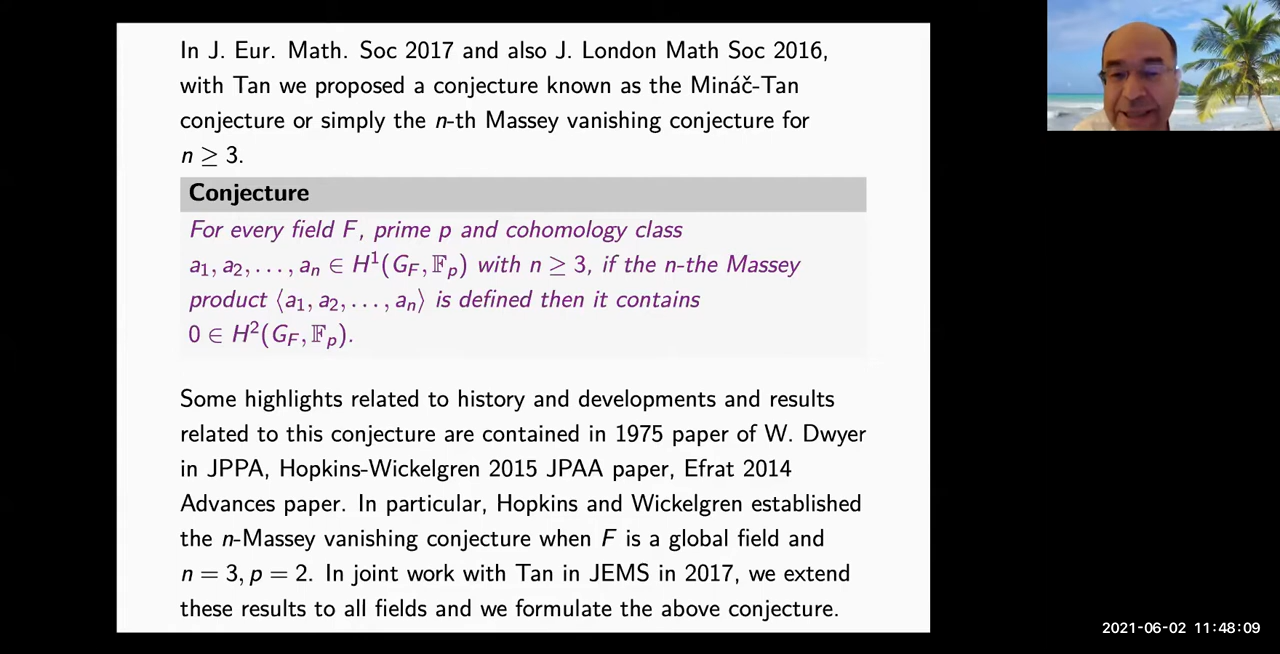 In J. Eur. Math. Soc 2017 and also J. London Math Soc 2016,
with Tan we proposed a conjecture known as the Mináč-Tan
conjecture or simply the n-th Massey vanishing conjecture for
n ≥ 3.
Conjecture
For every field F, prime p and cohomology class
a₁, a₂, . . . , aₙ ∈ H¹(G_F, 𝔽ₚ) with n ≥ 3, if the n-the Massey
product ⟨a₁, a₂, . . . , aₙ⟩ is defined then it contains
0 ∈ H²(G_F, 𝔽ₚ).
Some highlights related to history and developments and results
related to this conjecture are contained in 1975 paper of W. Dwyer
in JPPA, Hopkins-Wickelgren 2015 JPAA paper, Efrat 2014
Advances paper. In particular, Hopkins and Wickelgren established
the n-Massey vanishing conjecture when F is a global field and
n = 3, p = 2. In joint work with Tan in JEMS in 2017, we extend
these results to all fields and we formulate the above conjecture.
2021-06-02 11:48:09